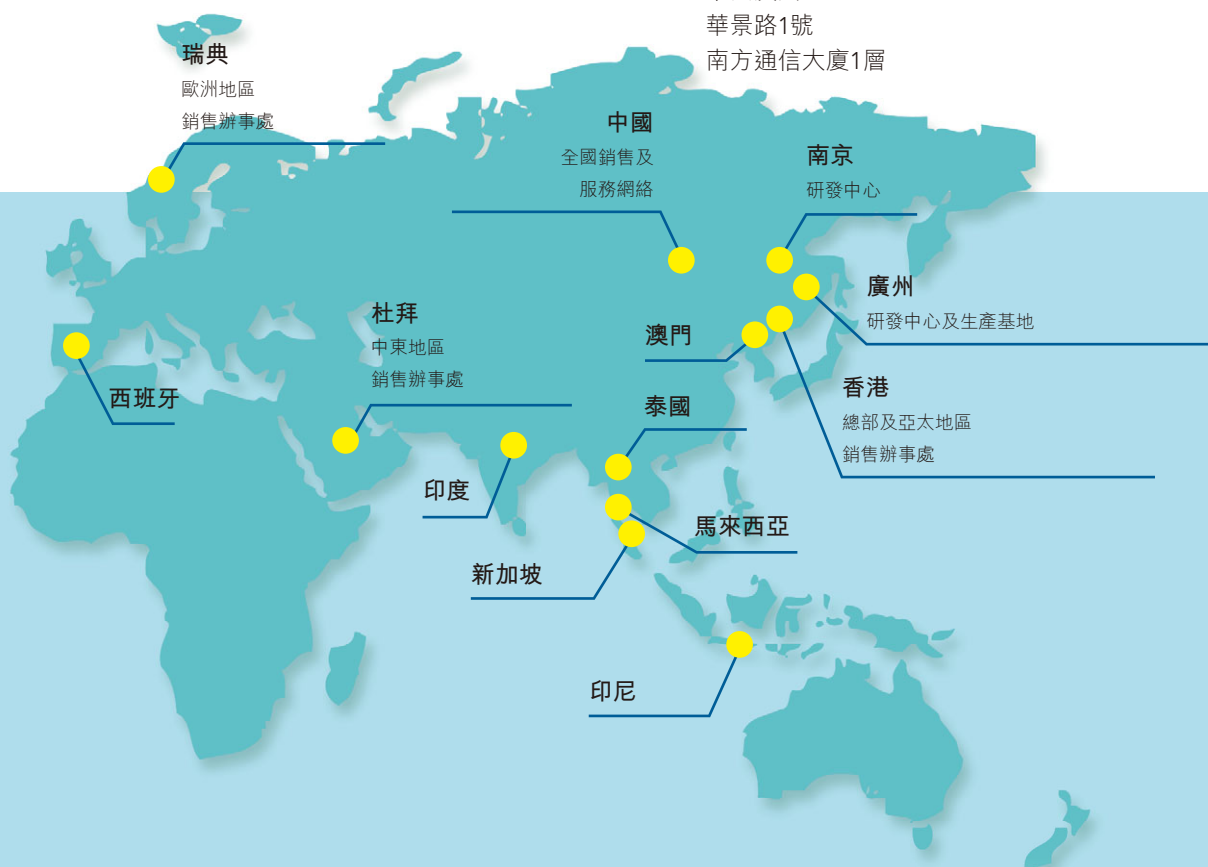 華景路1號
南方通信大廈1層
瑞典
歐洲地區
銷售辦事處
中國
全國銷售及
服務網絡
南京
研發中心
廣州
研發中心及生產基地
杜拜
中東地區
銷售辦事處
澳門
西班牙
香港
總部及亞太地區
銷售辦事處
泰國
印度
馬來西亞
新加坡
印尼